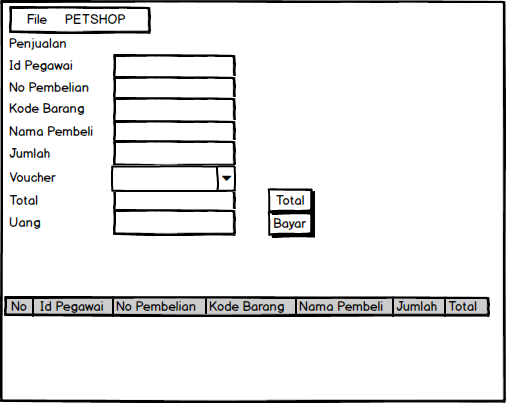 File PETSHOP
Penjualan
Id Pegawai
No Pembelian
Kode Barang
Nama Pembeli
Jumlah
Voucher
Total Total
Uang Bayar
No Id Pegawai No Pembelian Kode Barang Nama Pembeli Jumlah Total